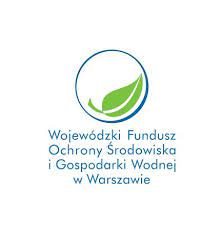 Wojewódzki Fundusz
Ochrony Środowiska
i Gospodarki Wodnej
w Warszawie